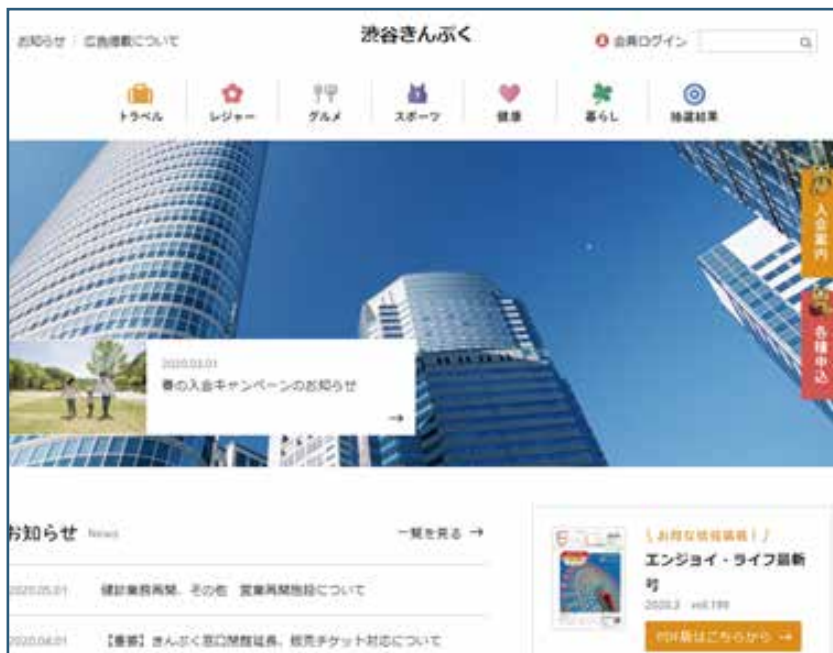 お知らせ 広告掲載について
渋谷きんぷく
会員ログイン
トラベル
レジャー
グルメ
スポーツ
健康
暮らし
抽選結果
入会案内
各種申込
2020.03.01
春の入会キャンペーンのお知らせ
→
お知らせ News
一覧を見る →
2020.05.01 健診業務再開、その他 営業再開施設について
2020.04.01 【重要】きんぷく窓口閉館延長、販売チケット対応について
\ お得な情報満載！ /
エンジョイ・ライフ最新
号
2020.3 vol.199
PDF版はこちらから →